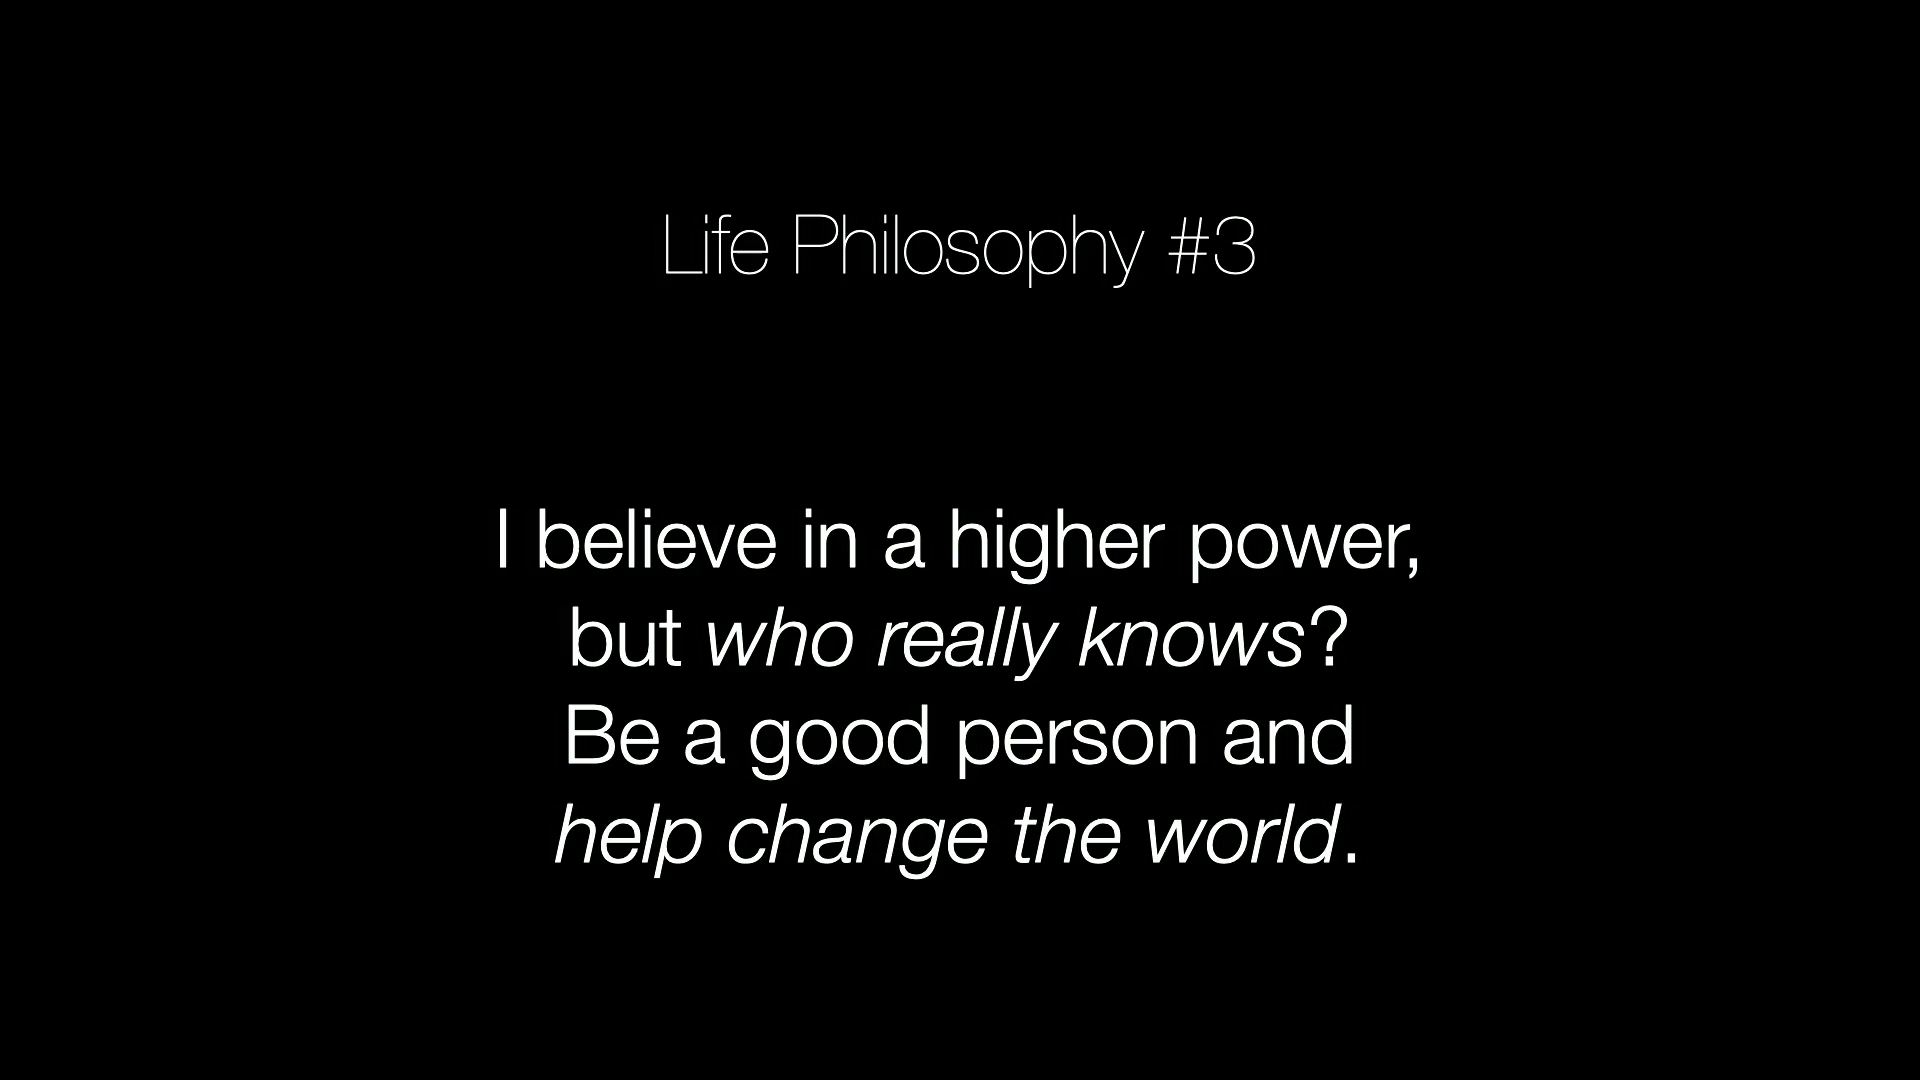 Life Philosophy #3
I believe in a higher power,
but who really knows?
Be a good person and
help change the world.